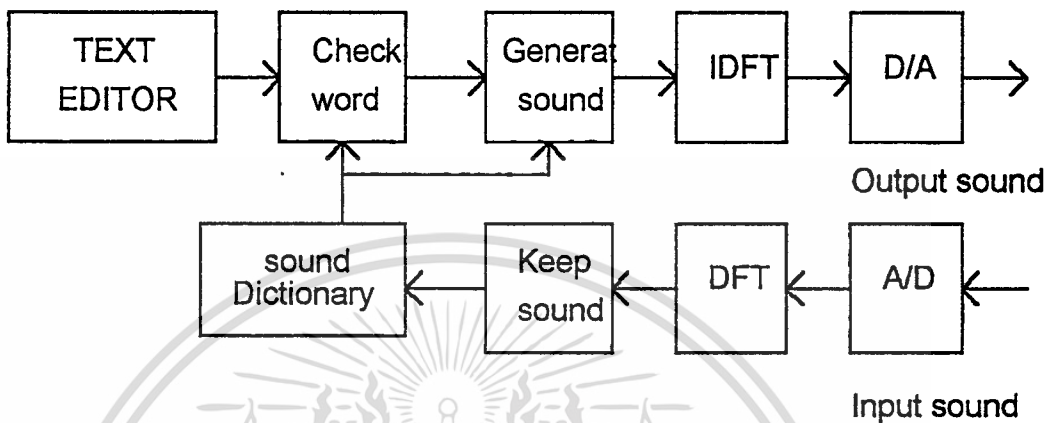 TEXT
EDITOR
Check
word
Generat
sound
IDFT
D/A
Output sound
sound
Dictionary
Keep
sound
DFT
A/D
Input sound